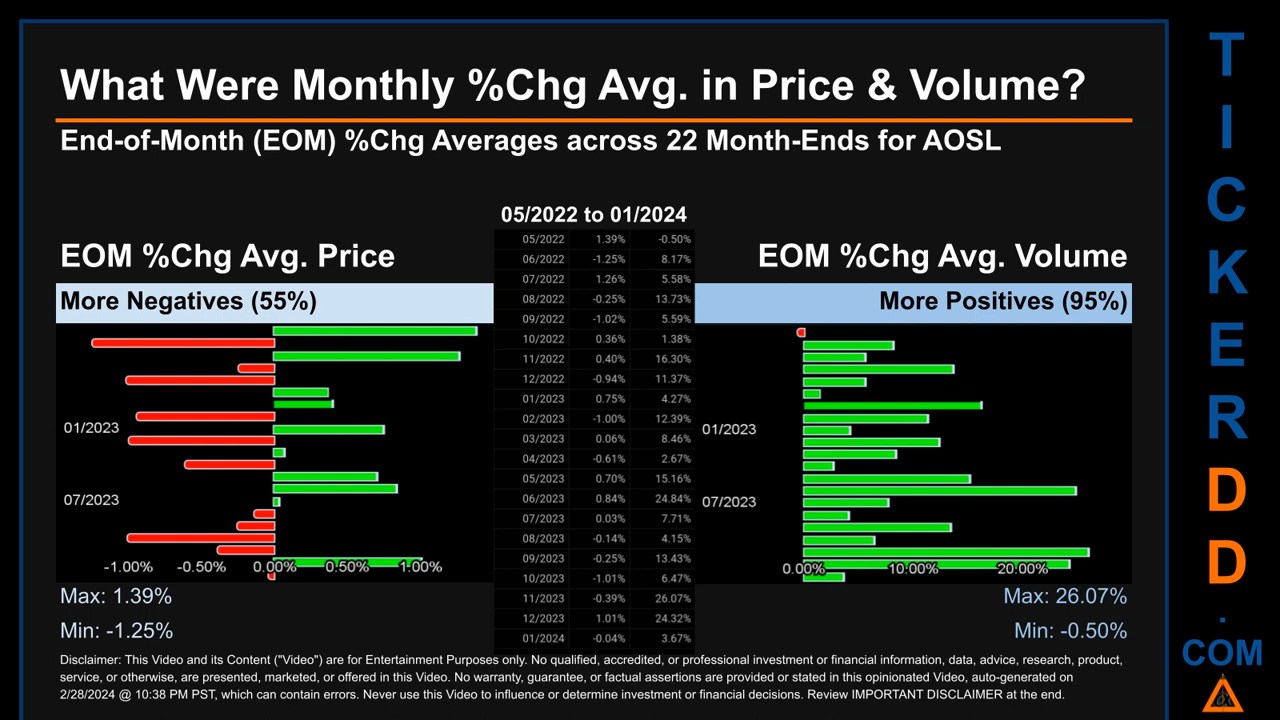 What Were Monthly %Chg Avg. in Price & Volume?
End-of-Month (EOM) %Chg Averages across 22 Month-Ends for AOSL
05/2022 to 01/2024
EOM %Chg Avg. Price
More Negatives (55%)
01/2023
07/2023
-1.00% -0.50% 0.00% 0.50% 1.00%
Max: 1.39%
Min: -1.25%
05/2022 1.39% -0.50%
06/2022 -1.25% 8.17%
07/2022 1.26% 5.58%
08/2022 -0.25% 13.73%
09/2022 -1.02% 5.59%
10/2022 0.36% 1.38%
11/2022 0.40% 16.30%
12/2022 -0.94% 11.37%
01/2023 0.75% 4.27%
02/2023 -1.00% 12.39%
03/2023 0.06% 8.46%
04/2023 -0.61% 2.67%
05/2023 0.70% 15.16%
06/2023 0.84% 24.84%
07/2023 0.03% 7.71%
08/2023 -0.14% 4.15%
09/2023 -0.25% 13.43%
10/2023 -1.01% 6.47%
11/2023 -0.39% 26.07%
12/2023 1.01% 24.32%
01/2024 -0.04% 3.67%
EOM %Chg Avg. Volume
More Positives (95%)
01/2023
07/2023
0.00% 10.00% 20.00%
Max: 26.07%
Min: -0.50%
Disclaimer: This Video and its Content ("Video") are for Entertainment Purposes only. No qualified, accredited, or professional investment or financial information, data, advice, research, product,
service, or otherwise, are presented, marketed, or offered in this Video. No warranty, guarantee, or factual assertions are provided or stated in this opinionated Video, auto-generated on
2/28/2024 @ 10:38 PM PST, which can contain errors. Never use this Video to influence or determine investment or financial decisions. Review IMPORTANT DISCLAIMER at the end.
T
I
C
K
E
R
D
D
.
COM